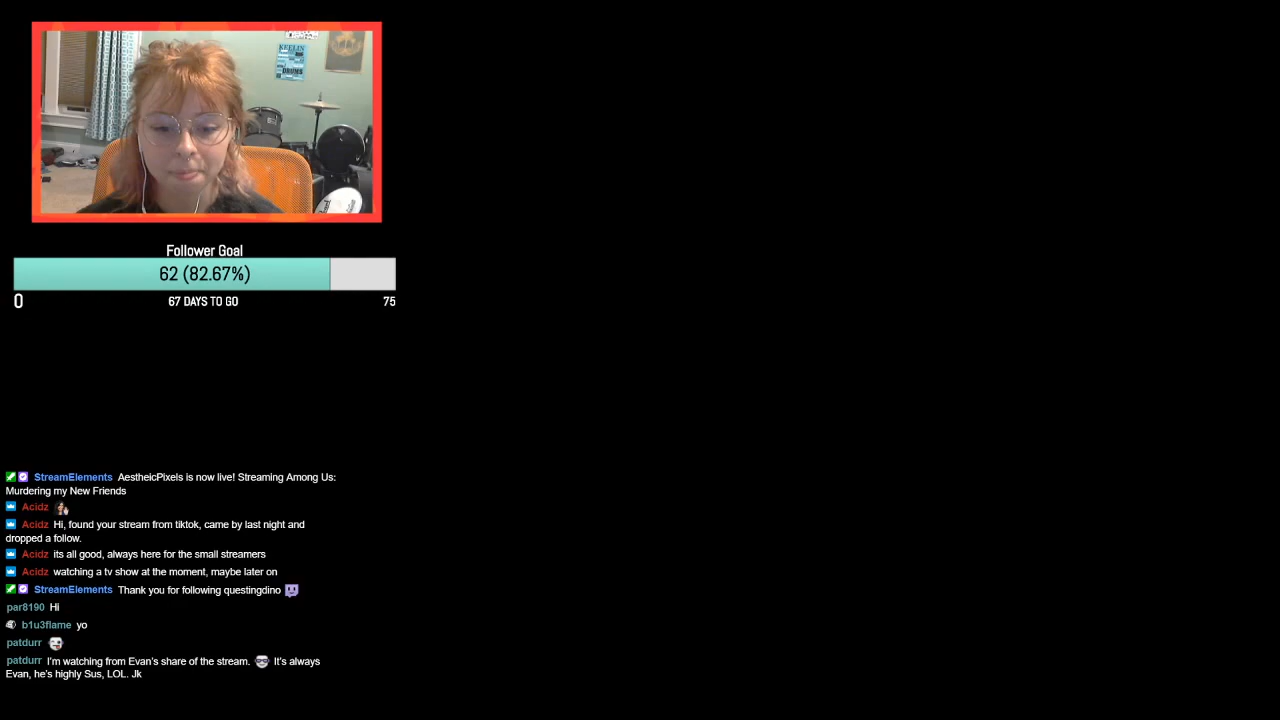 KEELIN
DRUMS
Follower Goal
62 (82.67%)
0
67 DAYS TO GO
75
StreamElements AestheicPixels is now live! Streaming Among Us:
Murdering my New Friends
Acidz
Acidz Hi, found your stream from tiktok, came by last night and
dropped a follow.
Acidz its all good, always here for the small streamers
Acidz watching a tv show at the moment, maybe later on
StreamElements Thank you for following questingdino
par8190 Hi
b1u3flame yo
patdurr
patdurr I'm watching from Evan's share of the stream. It's always
Evan, he's highly Sus, LOL. Jk